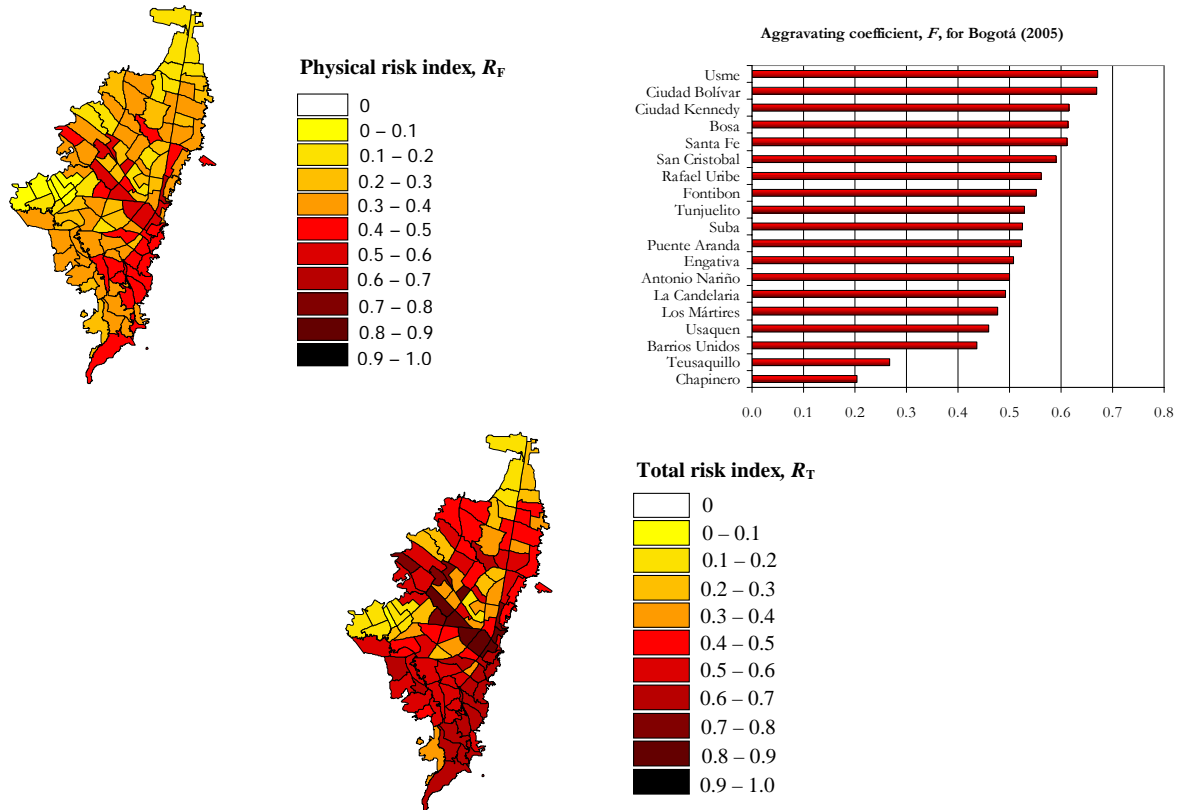 Physical risk index, RF
0
0 – 0.1
0.1 – 0.2
0.2 – 0.3
0.3 – 0.4
0.4 – 0.5
0.5 – 0.6
0.6 – 0.7
0.7 – 0.8
0.8 – 0.9
0.9 – 1.0
Aggravating coefficient, F, for Bogotá (2005)
Usme
Ciudad Bolívar
Ciudad Kennedy
Bosa
Santa Fe
San Cristobal
Rafael Uribe
Fontibon
Tunjuelito
Suba
Puente Aranda
Engativa
Antonio Nariño
La Candelaria
Los Mártires
Usaquen
Barrios Unidos
Teusaquillo
Chapinero
0.0 0.1 0.2 0.3 0.4 0.5 0.6 0.7 0.8
Total risk index, RT
0
0 – 0.1
0.1 – 0.2
0.2 – 0.3
0.3 – 0.4
0.4 – 0.5
0.5 – 0.6
0.6 – 0.7
0.7 – 0.8
0.8 – 0.9
0.9 – 1.0